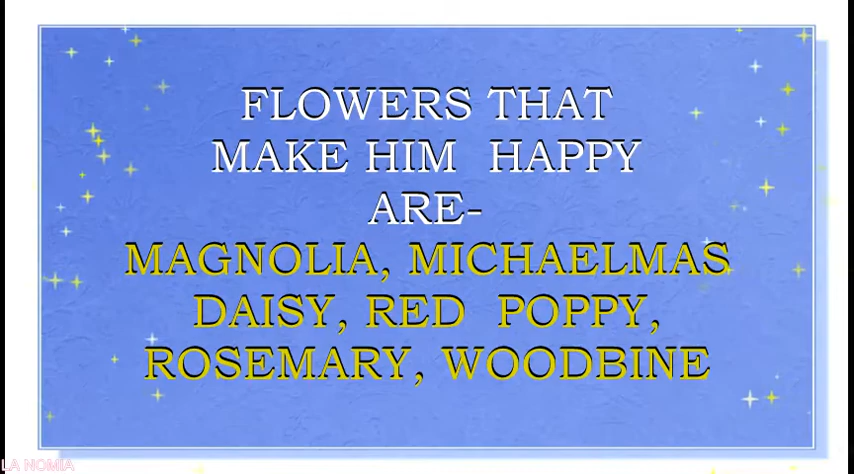 FLOWERS THAT
MAKE HIM HAPPY
ARE-
MAGNOLIA, MICHAELMAS
DAISY, RED POPPY,
ROSEMARY, WOODBINE
LA NOMIA